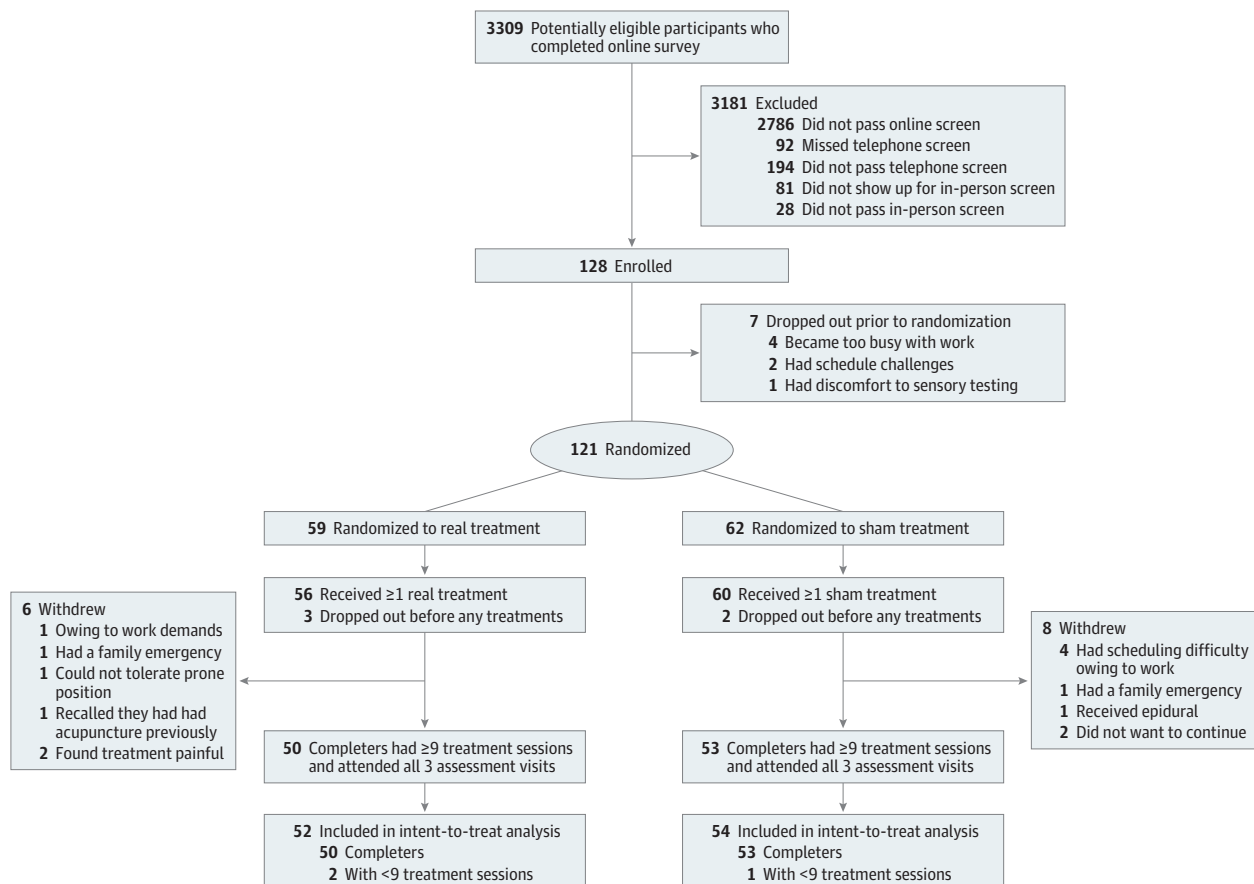 3309 Potentially eligible participants who
completed online survey
3181 Excluded
2786 Did not pass online screen
92 Missed telephone screen
194 Did not pass telephone screen
81 Did not show up for in-person screen
28 Did not pass in-person screen
128 Enrolled
7 Dropped out prior to randomization
4 Became too busy with work
2 Had schedule challenges
1 Had discomfort to sensory testing
121 Randomized
59 Randomized to real treatment
62 Randomized to sham treatment
56 Received ≥1 real treatment
3 Dropped out before any treatments
60 Received ≥1 sham treatment
2 Dropped out before any treatments
6 Withdrew
1 Owing to work demands
1 Had a family emergency
1 Could not tolerate prone
position
1 Recalled they had had
acupuncture previously
2 Found treatment painful
8 Withdrew
4 Had scheduling difficulty
owing to work
1 Had a family emergency
1 Received epidural
2 Did not want to continue
50 Completers had ≥9 treatment sessions
and attended all 3 assessment visits
53 Completers had ≥9 treatment sessions
and attended all 3 assessment visits
52 Included in intent-to-treat analysis
50 Completers
2 With <9 treatment sessions
54 Included in intent-to-treat analysis
53 Completers
1 With <9 treatment sessions